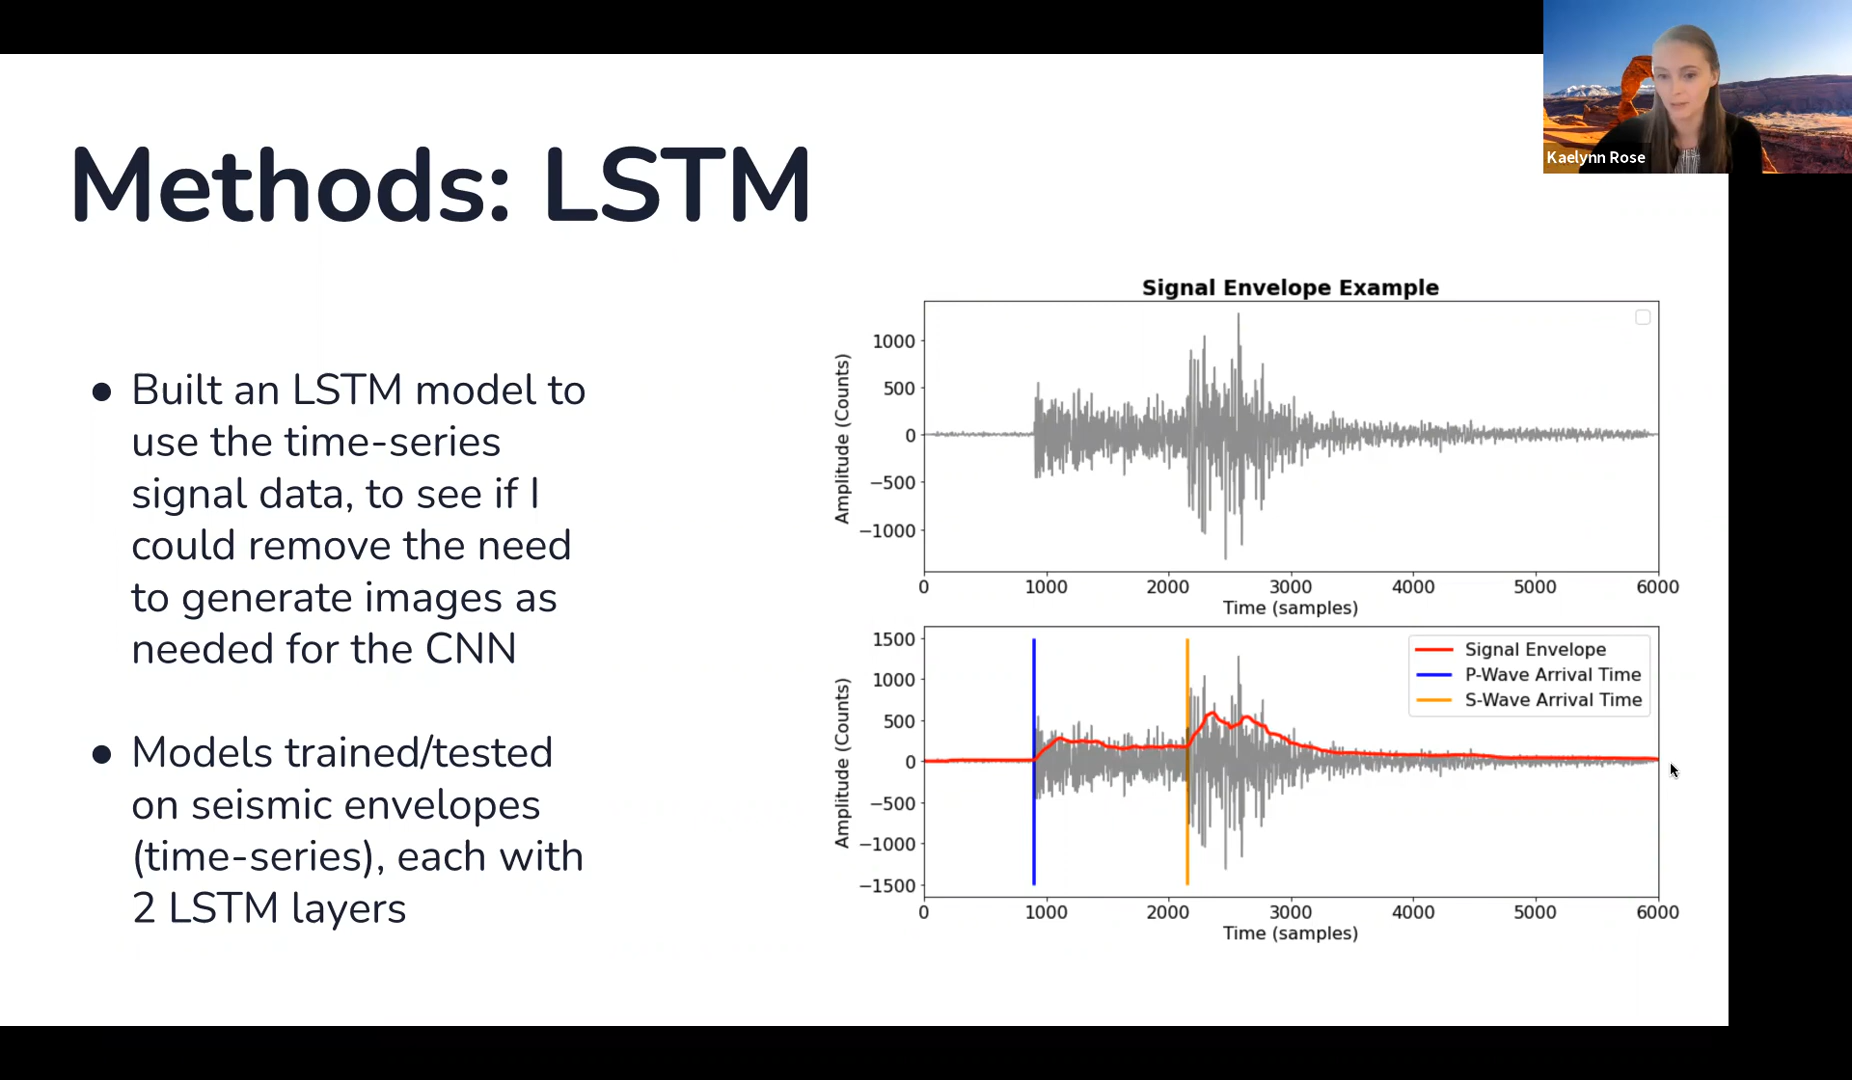 Kaelynn Rose
Methods: LSTM
● Built an LSTM model to
use the time-series
signal data, to see if I
could remove the need
to generate images as
needed for the CNN
● Models trained/tested
on seismic envelopes
(time-series), each with
2 LSTM layers
Signal Envelope Example
Amplitude (Counts)
1000
500
0
−500
−1000
0 1000 2000 3000 4000 5000 6000
Time (samples)
Amplitude (Counts)
1500
1000
500
0
−500
−1000
−1500
Signal Envelope
P-Wave Arrival Time
S-Wave Arrival Time
0 1000 2000 3000 4000 5000 6000
Time (samples)